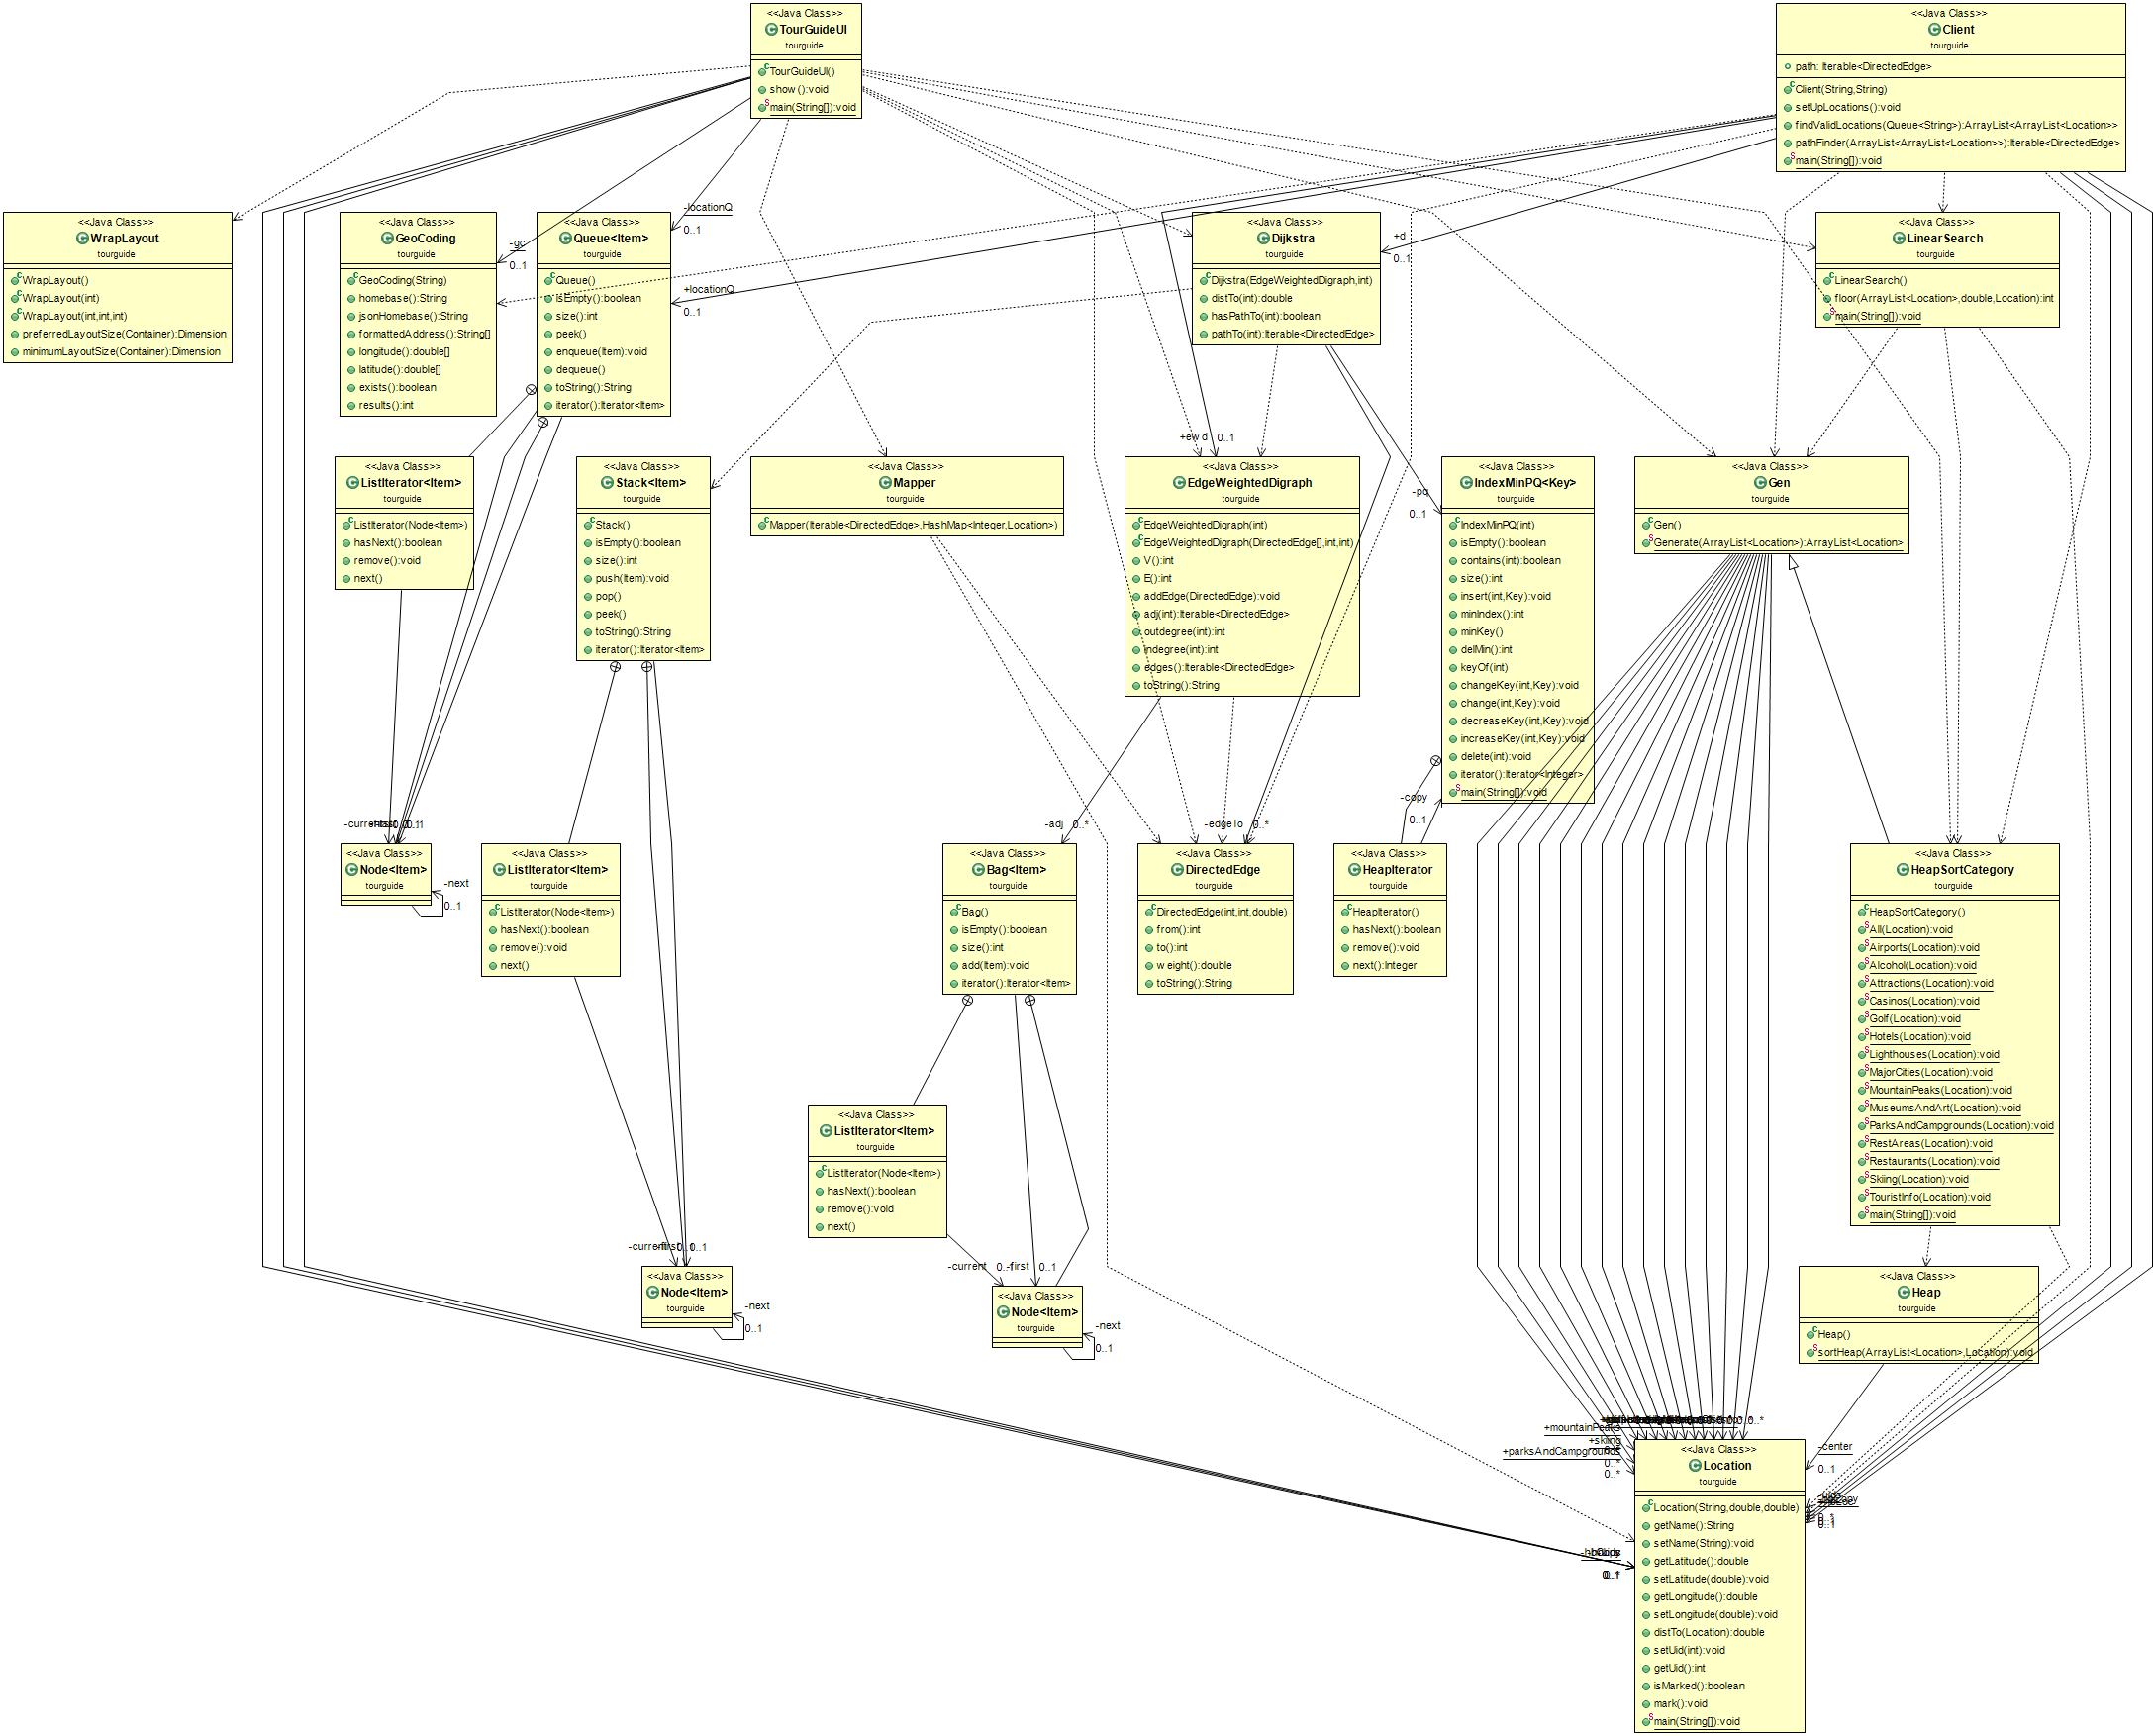 <<Java Class>>
TourGuideUI
tourguide
TourGuideUI()
show():void
main(String[]):void
<<Java Class>>
Client
tourguide
path: Iterable<DirectedEdge>
Client(String,String)
setUpLocations():void
findValidLocations(Queue<String>):ArrayList<ArrayList<Location>>
pathFinder(ArrayList<ArrayList<Location>>):Iterable<DirectedEdge>
main(String[]):void
<<Java Class>>
WrapLayout
tourguide
WrapLayout()
WrapLayout(int)
WrapLayout(int,int,int)
preferredLayoutSize(Container):Dimension
minimumLayoutSize(Container):Dimension
<<Java Class>>
GeoCoding
tourguide
GeoCoding(String)
homebase():String
jsonHomebase():String
formattedAddress():String[]
longitude():double[]
latitude():double[]
exists():boolean
results():int
-gc
0..1
<<Java Class>>
Queue<Item>
tourguide
Queue()
isEmpty():boolean
size():int
peek()
enqueue(Item):void
dequeue()
toString():String
iterator():Iterator<Item>
-locationQ
0..1
+locationQ
0..1
<<Java Class>>
Dijkstra
tourguide
Dijkstra(EdgeWeightedDigraph,int)
distTo(int):double
hasPathTo(int):boolean
pathTo(int):Iterable<DirectedEdge>
+d
0..1
<<Java Class>>
LinearSearch
tourguide
LinearSearch()
floor(ArrayList<Location>,double,Location):int
main(String[]):void
<<Java Class>>
ListIterator<Item>
tourguide
ListIterator(Node<Item>)
hasNext():boolean
remove():void
next()
<<Java Class>>
Stack<Item>
tourguide
Stack()
isEmpty():boolean
size():int
push(Item):void
pop()
peek()
toString():String
iterator():Iterator<Item>
<<Java Class>>
Mapper
tourguide
Mapper(Iterable<DirectedEdge>,HashMap<Integer,Location>)
+ewd 0..1
<<Java Class>>
EdgeWeightedDigraph
tourguide
EdgeWeightedDigraph(int)
EdgeWeightedDigraph(DirectedEdge[],int,int)
V():int
E():int
addEdge(DirectedEdge):void
adj(int):Iterable<DirectedEdge>
outdegree(int):int
indegree(int):int
edges():Iterable<DirectedEdge>
toString():String
-pq
0..1
<<Java Class>>
IndexMinPQ<Key>
tourguide
IndexMinPQ(int)
isEmpty():boolean
contains(int):boolean
size():int
insert(int,Key):void
minIndex():int
minKey()
delMin():int
keyOf(int)
changeKey(int,Key):void
change(int,Key):void
decreaseKey(int,Key):void
increaseKey(int,Key):void
delete(int):void
iterator():Iterator<Integer>
main(String[]):void
<<Java Class>>
Gen
tourguide
Gen()
Generate(ArrayList<Location>):ArrayList<Location>
<<Java Class>>
Node<Item>
tourguide
-next
0..1
<<Java Class>>
ListIterator<Item>
tourguide
ListIterator(Node<Item>)
hasNext():boolean
remove():void
next()
-adj 0..*
<<Java Class>>
Bag<Item>
tourguide
Bag()
isEmpty():boolean
size():int
add(Item):void
iterator():Iterator<Item>
-edgeTo 0..*
<<Java Class>>
DirectedEdge
tourguide
DirectedEdge(int,int,double)
from():int
to():int
weight():double
toString():String
-copy
0..1
<<Java Class>>
HeapIterator
tourguide
HeapIterator()
hasNext():boolean
remove():void
next():Integer
<<Java Class>>
HeapSortCategory
tourguide
HeapSortCategory()
All(Location):void
Airports(Location):void
Alcohol(Location):void
Attractions(Location):void
Casinos(Location):void
Golf(Location):void
Hotels(Location):void
Lighthouses(Location):void
MajorCities(Location):void
MountainPeaks(Location):void
MuseumsAndArt(Location):void
ParksAndCampgrounds(Location):void
RestAreas(Location):void
Restaurants(Location):void
Skiing(Location):void
TouristInfo(Location):void
main(String[]):void
<<Java Class>>
ListIterator<Item>
tourguide
ListIterator(Node<Item>)
hasNext():boolean
remove():void
next()
0..1
<<Java Class>>
Node<Item>
tourguide
-next
0..1
-current
-first 0..1
<<Java Class>>
Node<Item>
tourguide
-next
0..1
<<Java Class>>
Heap
tourguide
Heap()
sortHeap(ArrayList<Location>,Location):void
+mountainPeaks
+skiing
+parksAndCampgrounds
0..*
0..*
-center
0..1
<<Java Class>>
Location
tourguide
Location(String,double,double)
getName():String
setName(String):void
getLatitude():double
setLatitude(double):void
getLongitude():double
setLongitude(double):void
distTo(Location):double
setUid(int):void
getUid():int
isMarked():boolean
mark():void
main(String[]):void